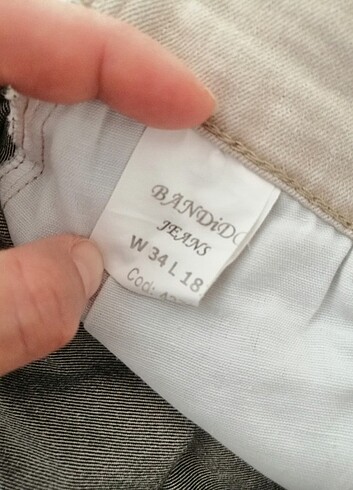 BANDiDO
JEANS
W 34 L 18
Cod: